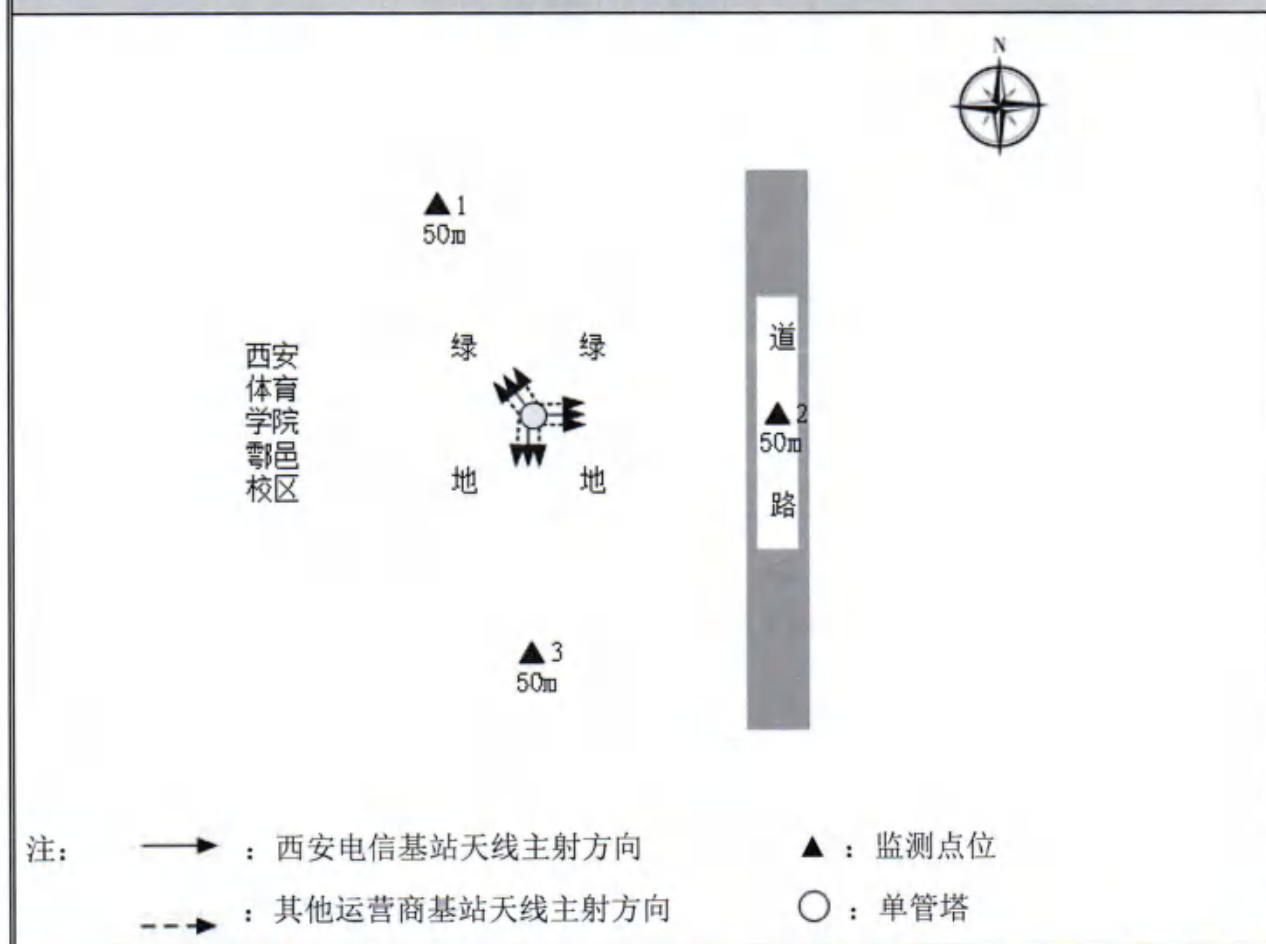 N
▲1
50m
绿 绿
西安
体育
学院
鄠邑
校区
道
▲2
50m
地 地
路
▲3
50m
注： ：西安电信基站天线主射方向 ▲：监测点位
：其他运营商基站天线主射方向 ○：单管塔